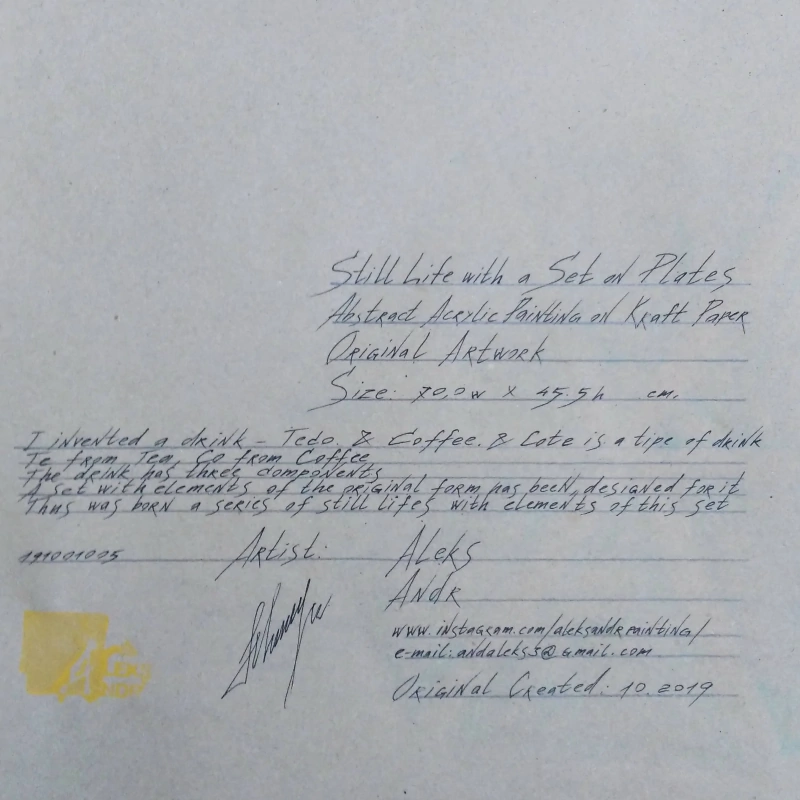 Still Life with a Set on Plates
Abstract Acrylic Painting on Kraft Paper
Original Artwork
Size: 70.0w x 45.5h cm.
I invented a drink - Teco. & Coffee. & Cote is a tipe of drink
Te from Tea, Co from Coffee
The drink has three components
A set with elements of the original form has been, designed for it
Thus was born a series of still lifes with elements of this set
191001005 Artist: Aleks
Andr
www.instagram.com/aleksandrpainting/
e-mail: andaleks3@gmail.com
Original Created: 10.2019